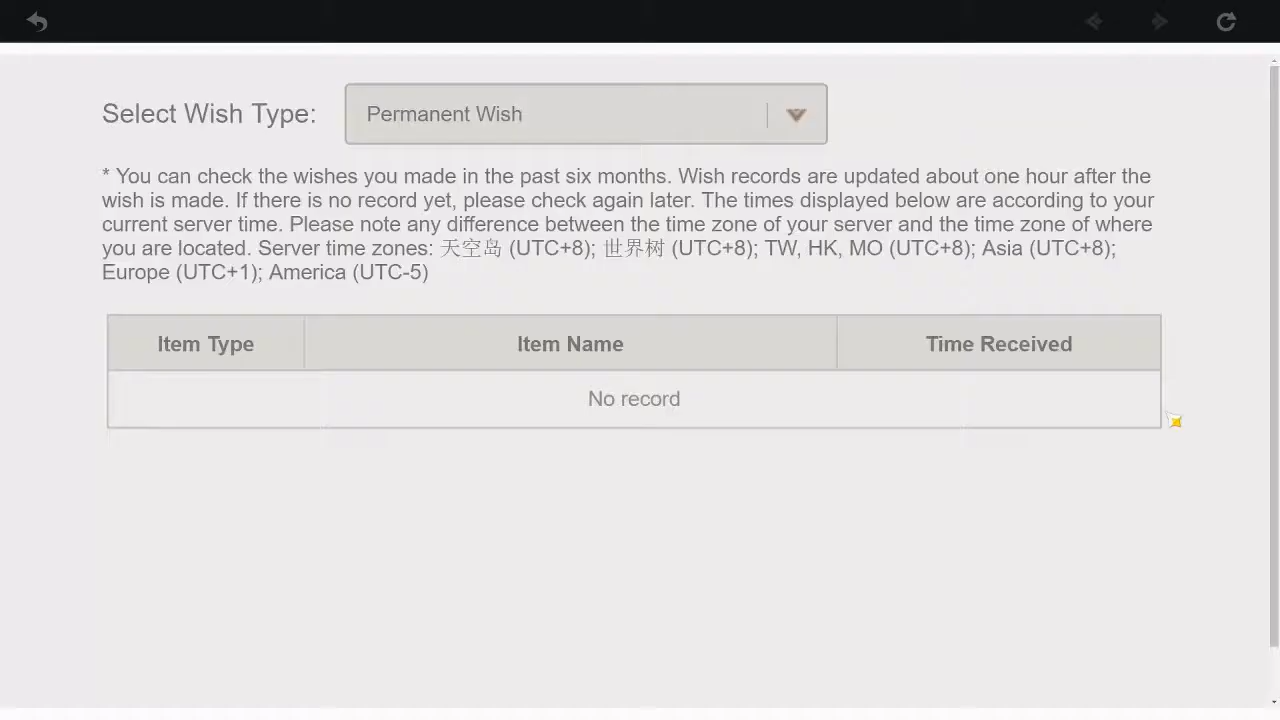 Select Wish Type:
Permanent Wish
* You can check the wishes you made in the past six months. Wish records are updated about one hour after the
wish is made. If there is no record yet, please check again later. The times displayed below are according to your
current server time. Please note any difference between the time zone of your server and the time zone of where
you are located. Server time zones: 天空岛 (UTC+8); 世界树 (UTC+8); TW, HK, MO (UTC+8); Asia (UTC+8);
Europe (UTC+1); America (UTC-5)
Item Type
Item Name
Time Received
No record